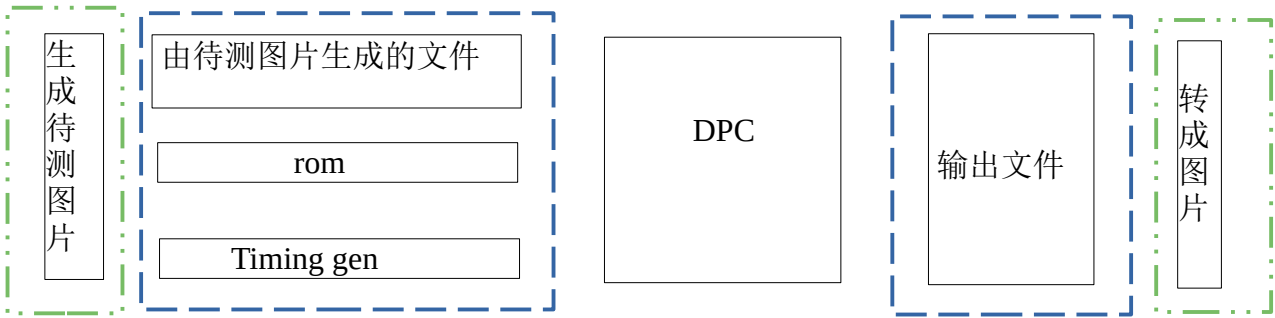 生成待测图片
由待测图片生成的文件
rom
Timing gen
DPC
输出文件
转成图片